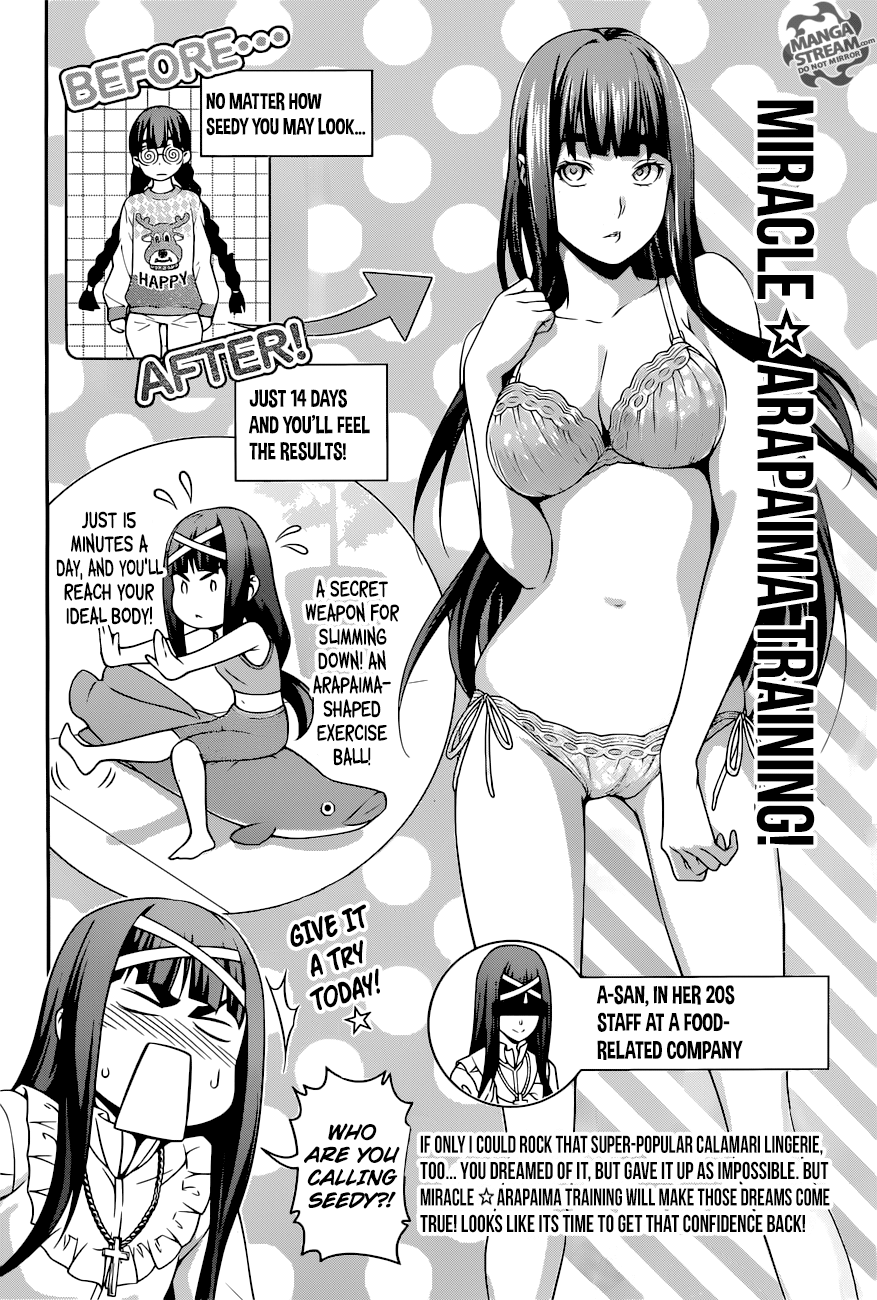 MANGA
STREAM.com
DO NOT MIRROR
BEFORE...
NO MATTER HOW
SEEDY YOU MAY LOOK...
HAPPY
MIRACLE ☆ ARAPAIMA TRAINING!
AFTER!
JUST 14 DAYS
AND YOU'LL FEEL
THE RESULTS!
JUST 15
MINUTES A
DAY, AND YOU'LL
REACH YOUR
IDEAL BODY!
A SECRET
WEAPON FOR
SLIMMING
DOWN! AN
ARAPAIMA-
SHAPED
EXERCISE
BALL!
GIVE IT
A TRY
TODAY!
☆
A-SAN, IN HER 20S
STAFF AT A FOOD-
RELATED COMPANY
WHO
ARE YOU
CALLING
SEEDY?!
IF ONLY I COULD ROCK THAT SUPER-POPULAR CALAMARI LINGERIE,
TOO... YOU DREAMED OF IT, BUT GAVE IT UP AS IMPOSSIBLE. BUT
MIRACLE ☆ ARAPAIMA TRAINING WILL MAKE THOSE DREAMS COME
TRUE! LOOKS LIKE ITS TIME TO GET THAT CONFIDENCE BACK!